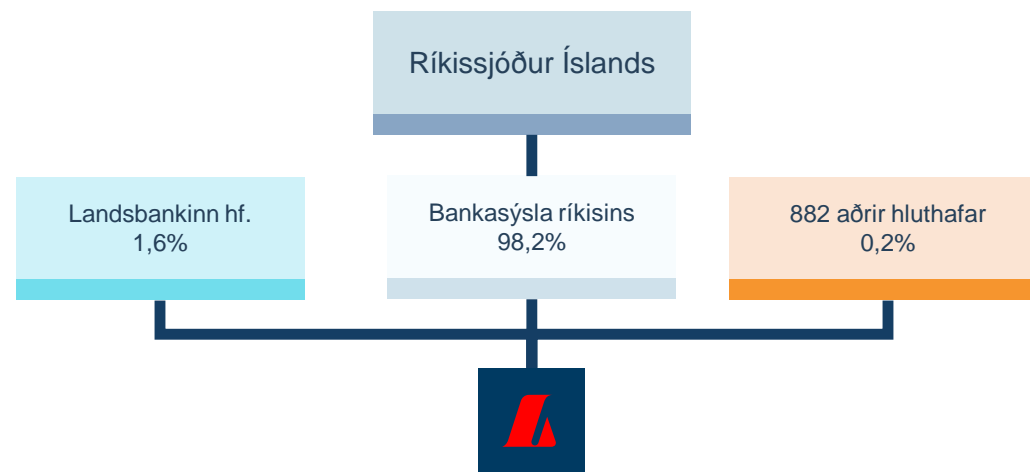 Ríkissjóður Íslands
Landsbankinn hf.
1,6%
Bankasýsla ríkisins
98,2%
882 aðrir hluthafar
0,2%